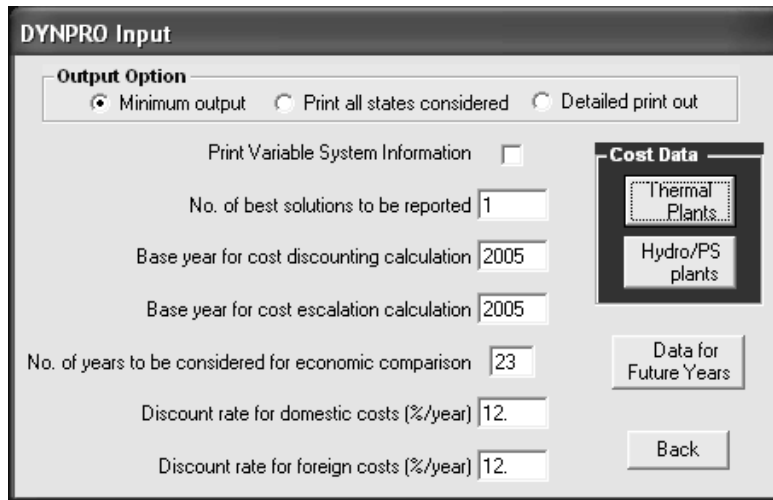 DYNPRO Input
Output Option
Minimum output Print all states considered Detailed print out
Print Variable System Information
No. of best solutions to be reported 1
Base year for cost discounting calculation 2005
Base year for cost escalation calculation 2005
No. of years to be considered for economic comparison 23
Discount rate for domestic costs (%/year) 12.
Discount rate for foreign costs (%/year) 12.
Cost Data
Thermal
Plants
Hydro/PS
plants
Data for
Future Years
Back